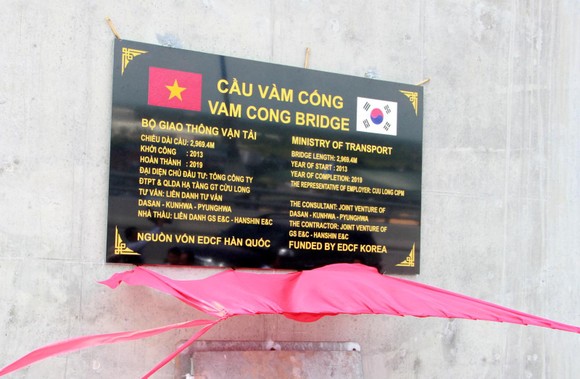 CẦU VÀM CỐNG
VAM CONG BRIDGE
BỘ GIAO THÔNG VẬN TẢI
CHIỀU DÀI CẦU: 2,969.4M
KHỞI CÔNG : 2013
HOÀN THÀNH : 2019
ĐẠI DIỆN CHỦ ĐẦU TƯ: TỔNG CÔNG TY
ĐTPT & QLDA HẠ TẦNG GT CỬU LONG
TƯ VẤN: LIÊN DANH TƯ VẤN
DASAN - KUNHWA - PYUNGHWA
NHÀ THẦU: LIÊN DANH GS E&C - HANSHIN E&C
NGUỒN VỐN EDCF HÀN QUỐC
MINISTRY OF TRANSPORT
BRIDGE LENGTH: 2,969.4M
YEAR OF START : 2013
YEAR OF COMPLETION: 2019
THE REPRESENTATIVE OF EMPLOYER: CUU LONG CIPM
THE CONSULTANT: JOINT VENTURE OF
DASAN - KUNHWA - PYUNGHWA
THE CONTRACTOR: JOINT VENTURE OF
GS E&C - HANSHIN E&C
FUNDED BY EDCF KOREA